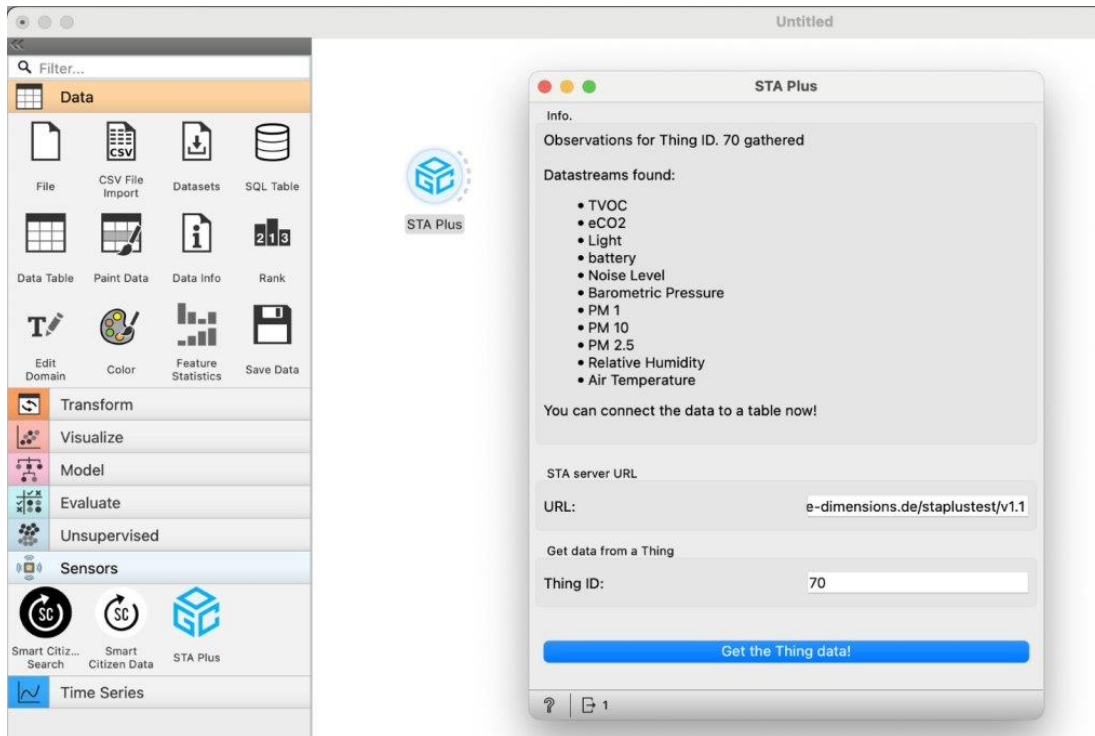 Untitled
Filter...
Data
File
CSV File Import
Datasets
SQL Table
Data Table
Paint Data
Data Info
Rank
Edit Domain
Color
Feature Statistics
Save Data
Transform
Visualize
Model
Evaluate
Unsupervised
Sensors
Smart Citiz... Search
Smart Citizen Data
STA Plus
Time Series
STA Plus
STA Plus
Info.
Observations for Thing ID. 70 gathered
Datastreams found:
• TVOC
• eCO2
• Light
• battery
• Noise Level
• Barometric Pressure
• PM 1
• PM 10
• PM 2.5
• Relative Humidity
• Air Temperature
You can connect the data to a table now!
STA server URL
URL: e-dimensions.de/staplustest/v1.1
Get data from a Thing
Thing ID: 70
Get the Thing data!
? 1